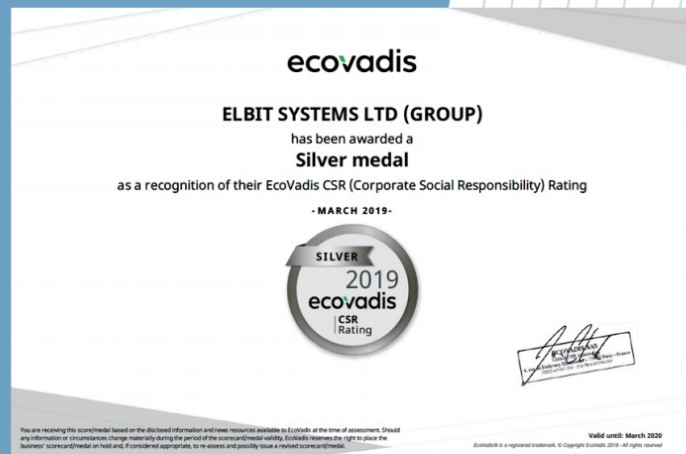 ecovadis
ELBIT SYSTEMS LTD (GROUP)
has been awarded a
Silver medal
as a recognition of their EcoVadis CSR (Corporate Social Responsibility) Rating
- MARCH 2019-
SILVER
2019
ecovadis
CSR
Rating
ECOVADIS SAS
You are receiving this score/medal based on the disclosed information and news resources available to EcoVadis at the time of assessment. Should
any information or circumstances change materially during the period of the scorecard/medal validity, EcoVadis reserves the right to place the
business' scorecard/medal on hold and, if considered appropriate, to re-assess and possibly issue a revised scorecard/medal.
Valid until: March 2020
EcoVadis® is a registered trademark. © Copyright EcoVadis 2018 - All rights reserved